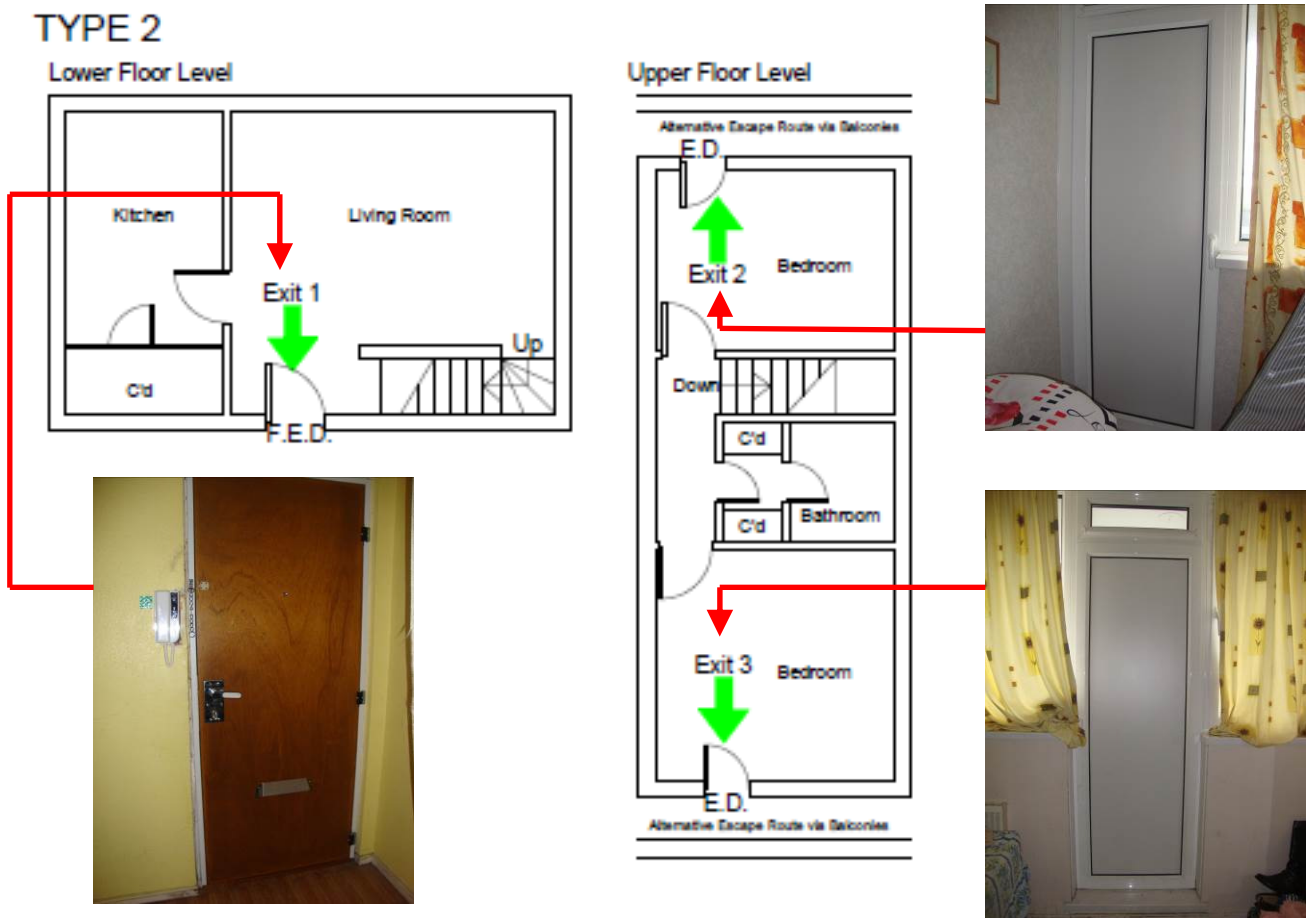 TYPE 2
Lower Floor Level
Kitchen
Living Room
Exit 1
Up
C'd
F.E.D.
Upper Floor Level
Alternative Escape Route via Balconies
E.D.
Exit 2
Bedroom
Down
C'd
C'd
Bathroom
Exit 3
Bedroom
E.D.
Alternative Escape Route via Balconies